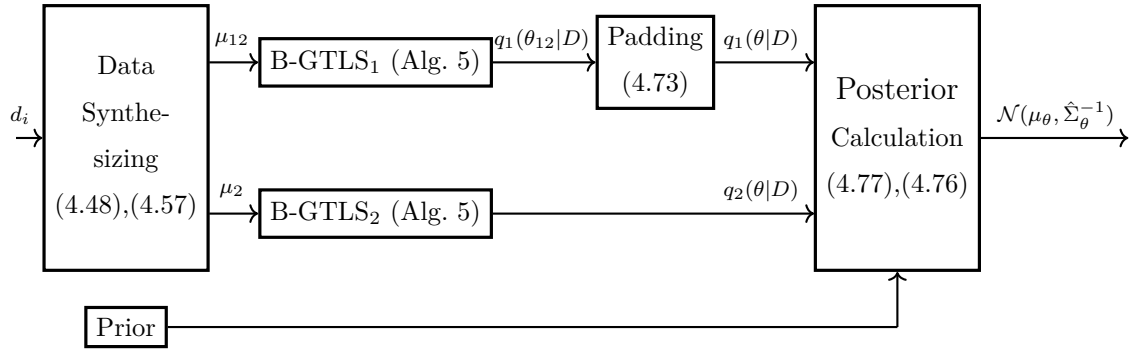 d_i
Data
Synthe-
sizing
(4.48),(4.57)
μ_12
B-GTLS_1 (Alg. 5)
q_1(θ_12|D)
Padding
(4.73)
q_1(θ|D)
μ_2
B-GTLS_2 (Alg. 5)
q_2(θ|D)
Posterior
Calculation
(4.77),(4.76)
𝒩(μ_θ, Σ̂_θ^{-1})
Prior